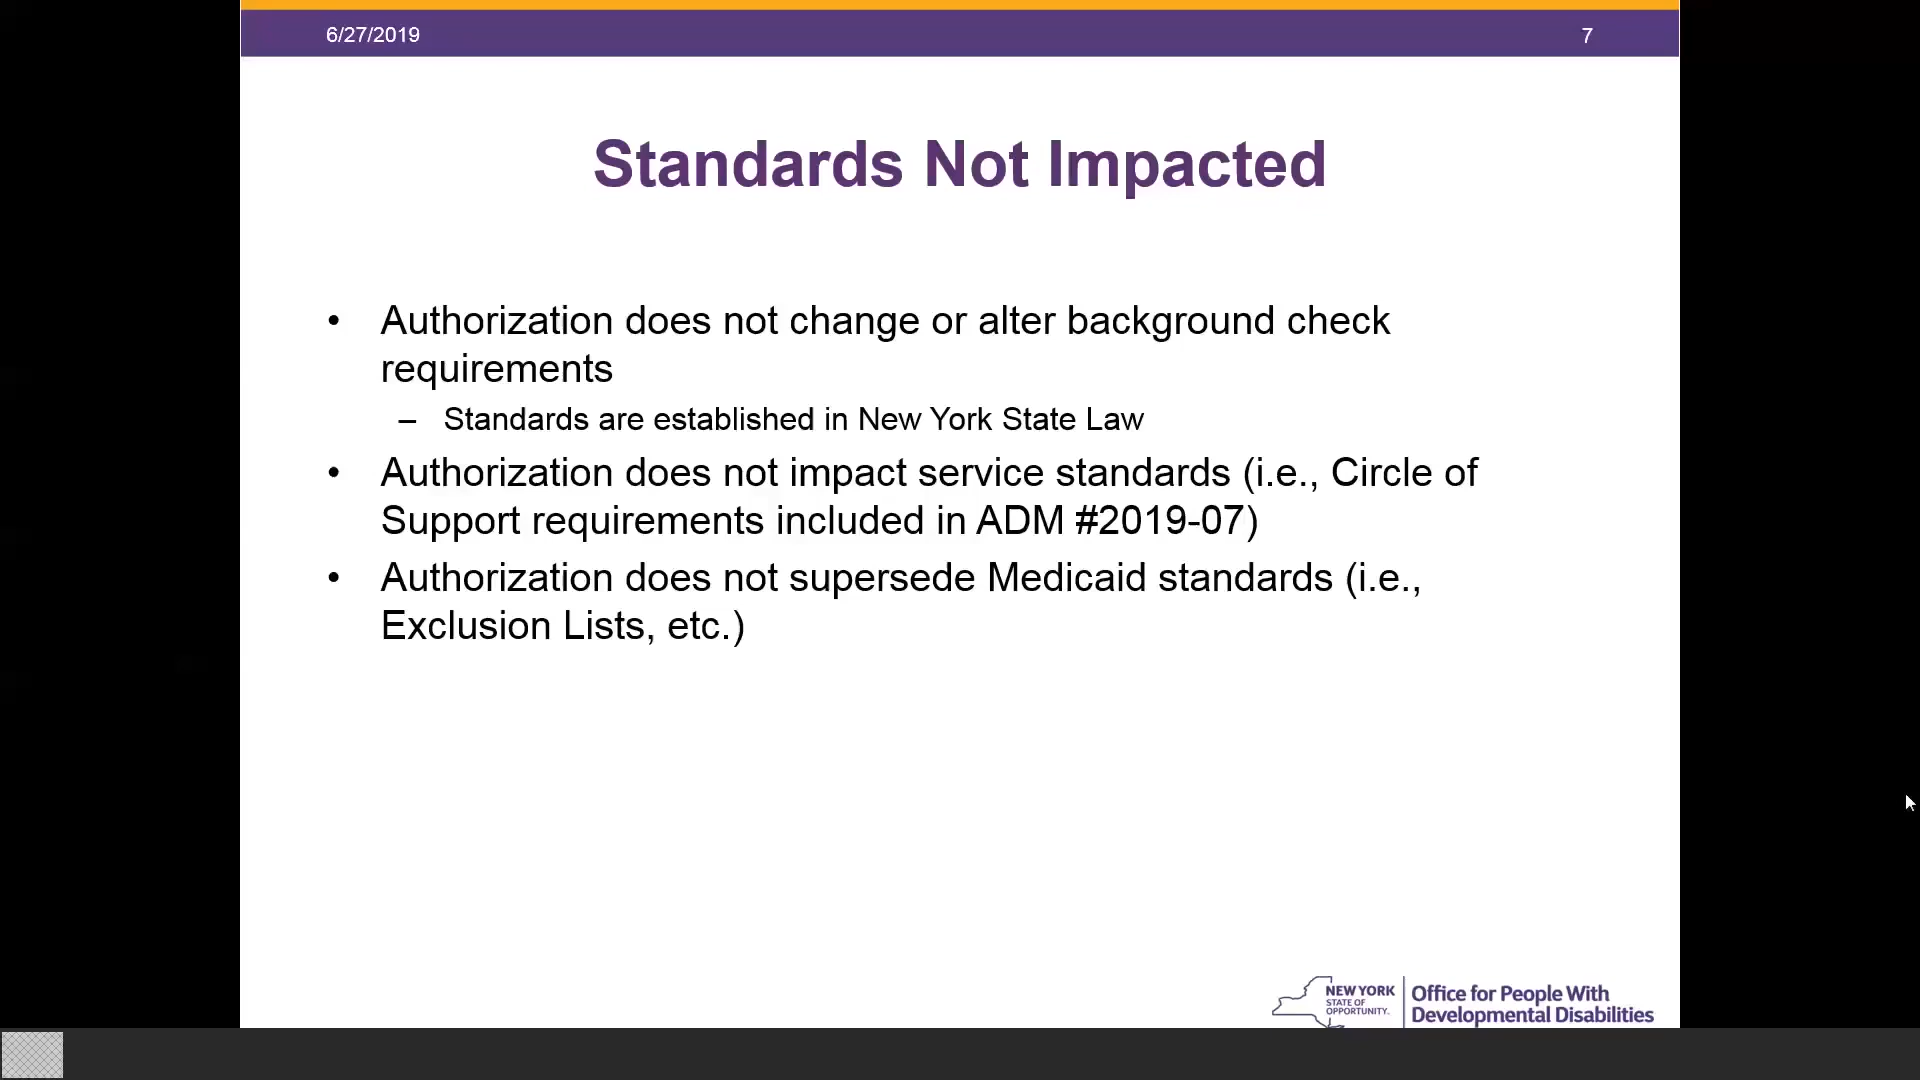 6/27/2019
7
Standards Not Impacted
• Authorization does not change or alter background check
requirements
– Standards are established in New York State Law
• Authorization does not impact service standards (i.e., Circle of
Support requirements included in ADM #2019-07)
• Authorization does not supersede Medicaid standards (i.e.,
Exclusion Lists, etc.)
NEW YORK
STATE OF
OPPORTUNITY.
Office for People With
Developmental Disabilities